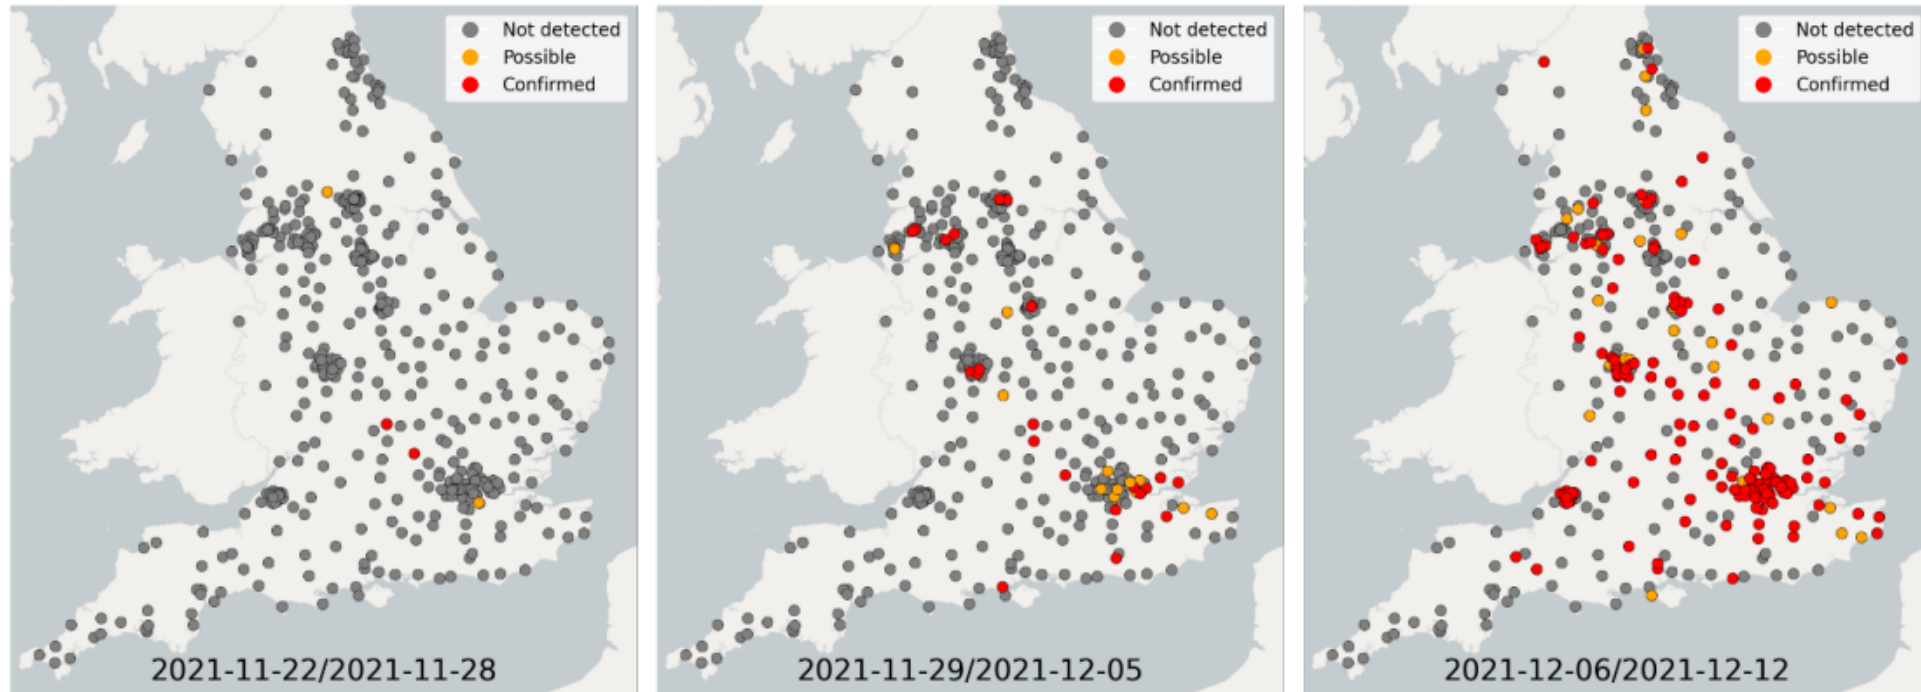 Not detected
Possible
Confirmed
2021-11-22/2021-11-28
Not detected
Possible
Confirmed
2021-11-29/2021-12-05
Not detected
Possible
Confirmed
2021-12-06/2021-12-12